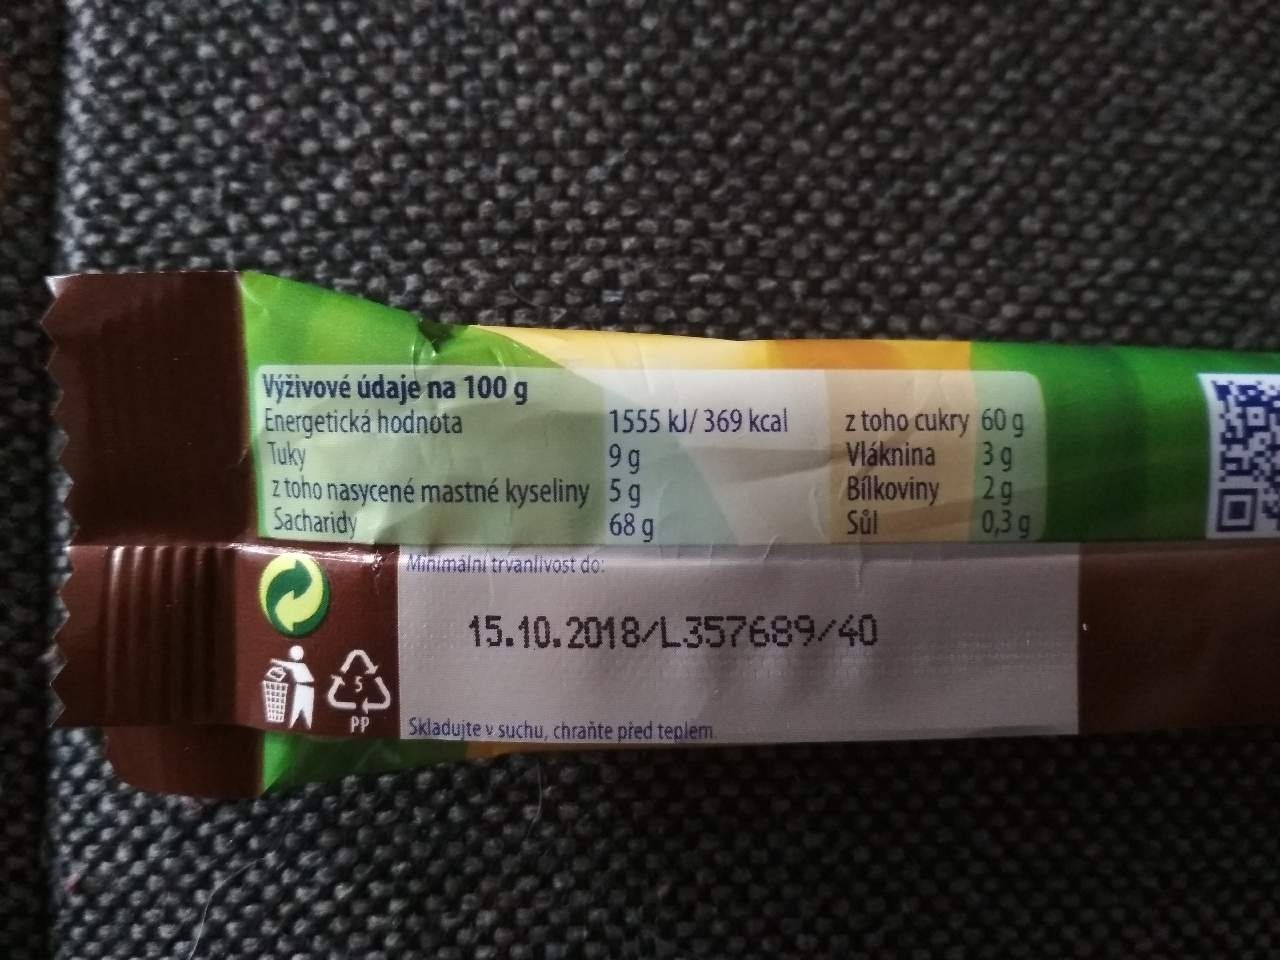 Výživové údaje na 100 g
Energetická hodnota 1555 kJ/ 369 kcal
Tuky 9 g
z toho nasycené mastné kyseliny 5 g
Sacharidy 68 g
z toho cukry 60 g
Vláknina 3 g
Bílkoviny 2 g
Sůl 0,3 g
Minimální trvanlivost do:
15.10.2018/L357689/40
5
PP
Skladujte v suchu, chraňte před teplem.